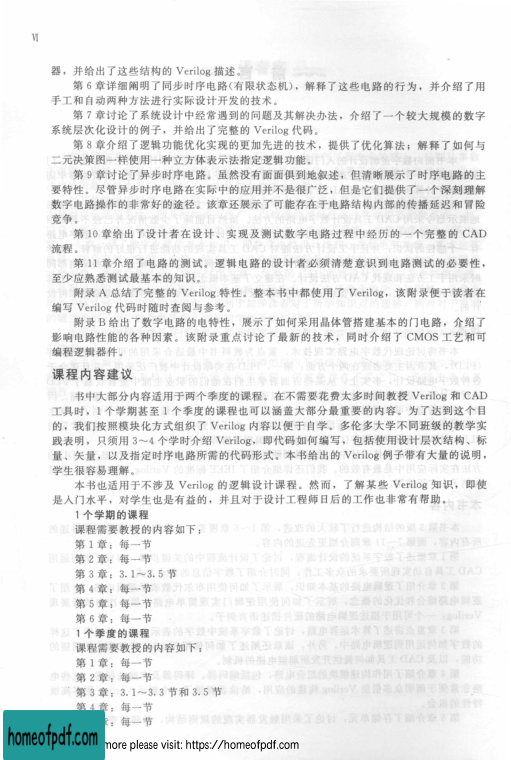 VI
器，并给出了这些结构的 Verilog 描述。
第 6 章详细阐明了同步时序电路(有限状态机)，解释了这些电路的行为，并介绍了用
手工和自动两种方法进行实际设计开发的技术。
第 7 章讨论了系统设计中经常遇到的问题及其解决办法，介绍了一个较大规模的数字
系统层次化设计的例子，并给出了完整的 Verilog 代码。
第 8 章介绍了逻辑功能优化实现的更加先进的技术，提供了优化算法；解释了如何与
二元决策图一样使用一种立方体表示法指定逻辑功能。
第 9 章讨论了异步时序电路。虽然没有面面俱到地叙述，但清晰展示了时序电路的主
要特性。尽管异步时序电路在实际中的应用并不是很广泛，但是它们提供了一个深刻理解
数字电路操作的非常好的途径。该章还展示了可能存在于电路结构内部的传播延迟和冒险
竞争。
第 10 章给出了设计者在设计、实现及测试数字电路过程中经历的一个完整的 CAD
流程。
第 11 章介绍了电路的测试。逻辑电路的设计者必须清楚意识到电路测试的必要性，
至少应熟悉测试最基本的知识。
附录 A 总结了完整的 Verilog 特性。整本书中都使用了 Verilog，该附录便于读者在
编写 Verilog 代码时随时查阅与参考。
附录 B 给出了数字电路的电特性，展示了如何采用晶体管搭建基本的门电路，介绍了
影响电路性能的各种因素。该附录重点讨论了最新的技术，同时介绍了 CMOS 工艺和可
编程逻辑器件。
课程内容建议
书中大部分内容适用于两个季度的课程。在不需要花费太多时间教授 Verilog 和 CAD
工具时，1 个学期甚至 1 个季度的课程也可以涵盖大部分最重要的内容。为了达到这个目
的，我们按照模块化方式组织了 Verilog 内容以便于自学。多伦多大学不同班级的教学实
践表明，只须用 3～4 个学时介绍 Verilog，即代码如何编写，包括使用设计层次结构、标
量、矢量，以及指定时序电路所需的代码形式。本书给出的 Verilog 例子带有大量的说明，
学生很容易理解。
本书也适用于不涉及 Verilog 的逻辑设计课程。然而，了解某些 Verilog 知识，即使
是入门水平，对学生也是有益的，并且对于设计工程师日后的工作也非常有帮助。
1 个学期的课程
课程需要教授的内容如下：
第 1 章：每一节
第 2 章：每一节
第 3 章：3.1～3.5 节
第 4 章：每一节
第 5 章：每一节
第 6 章：每一节
1 个季度的课程
课程需要教授的内容如下：
第 1 章：每一节
第 2 章：每一节
第 3 章：3.1～3.3 节和 3.5 节
第 4 章：每一节
章：每一节
homeofpdf.com
more please visit: https://homeofpdf.com